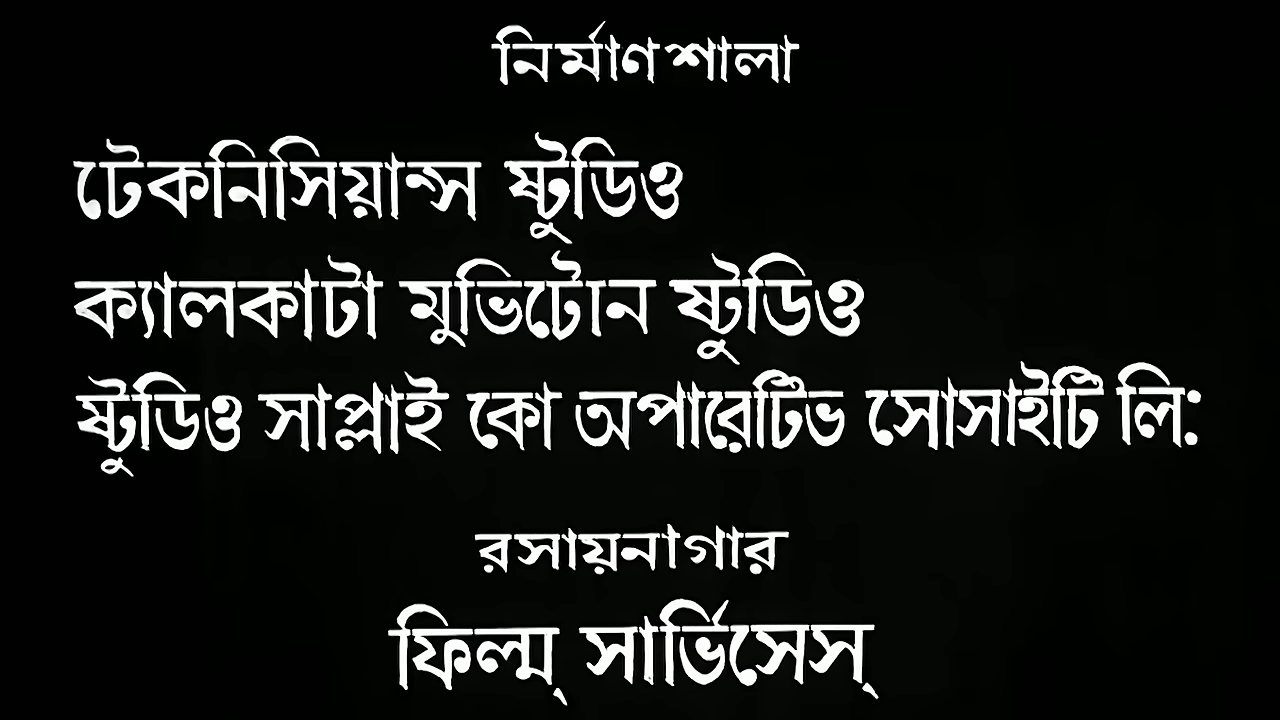 নির্মাণশালা
টেকনিসিয়ান্স ষ্টুডিও
ক্যালকাটা মুভিটোন ষ্টুডিও
ষ্টুডিও সাপ্লাই কো অপারেটিভ সোসাইটি লি:
রসায়নাগার
ফিল্ম্ সার্ভিসেস্